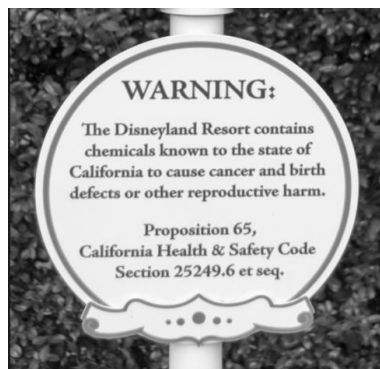 WARNING:
The Disneyland Resort contains
chemicals known to the state of
California to cause cancer and birth
defects or other reproductive harm.
Proposition 65,
California Health & Safety Code
Section 25249.6 et seq.